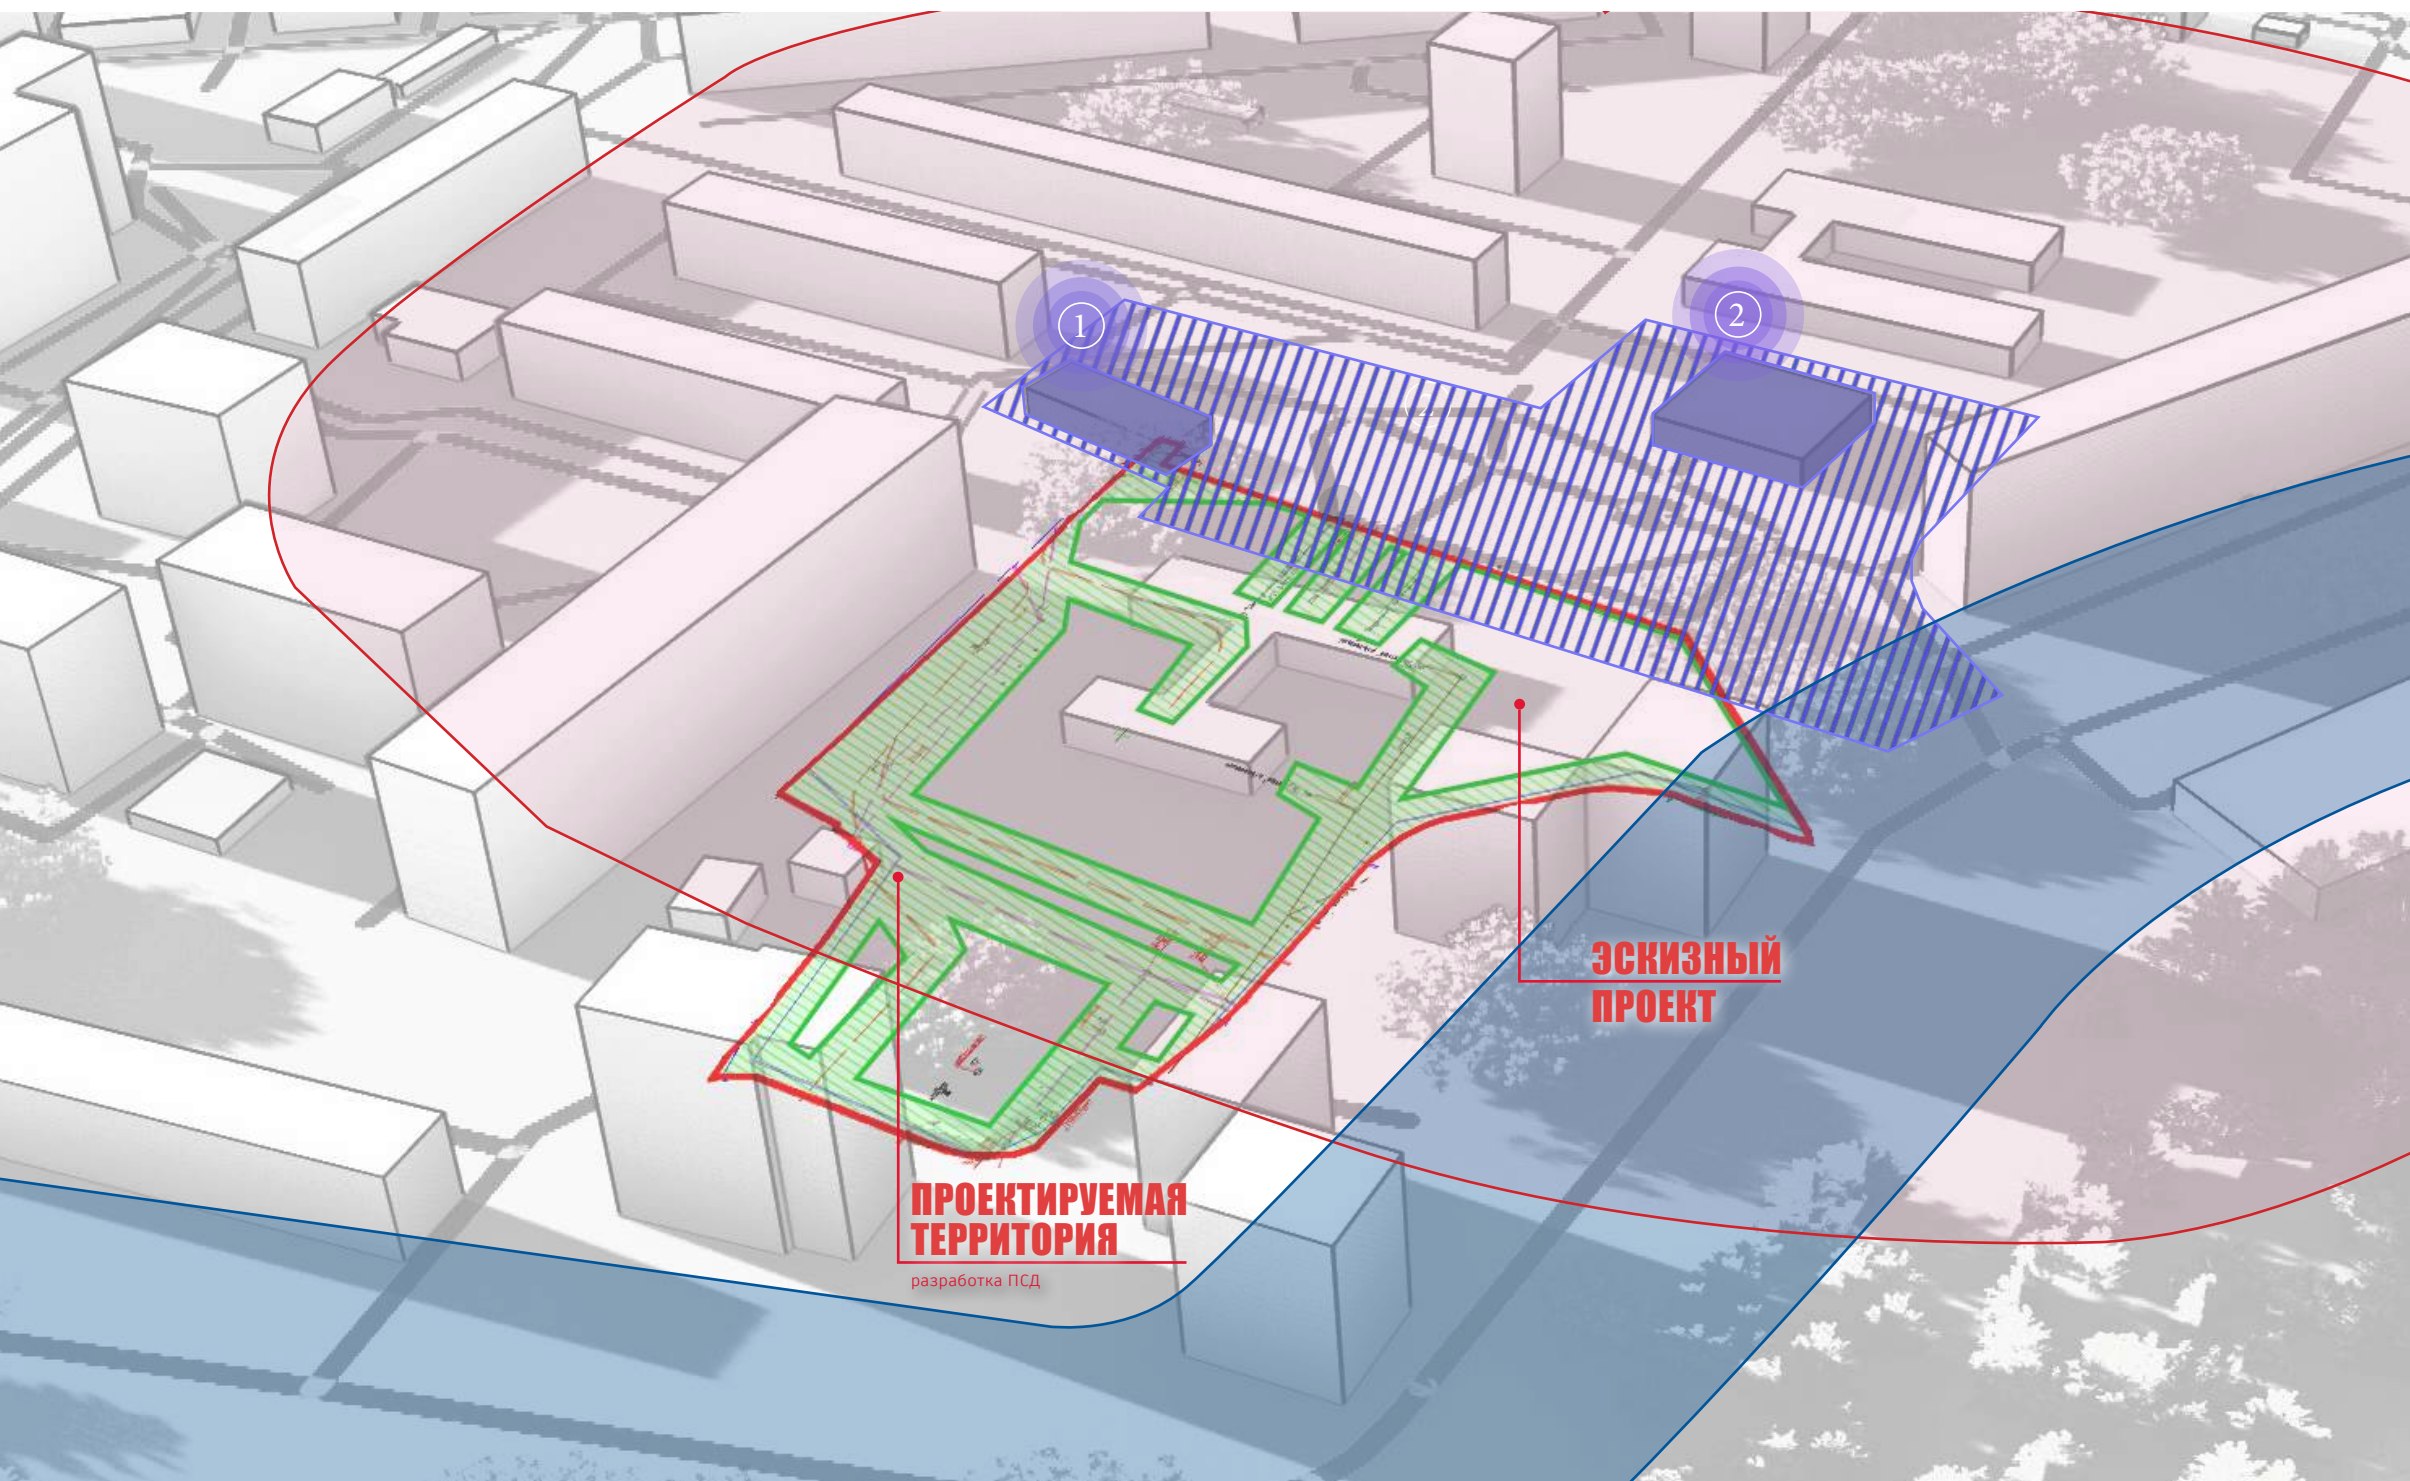 1
2
ЭСКИЗНЫЙ
ПРОЕКТ
ПРОЕКТИРУЕМАЯ
ТЕРРИТОРИЯ
разработка ПСД